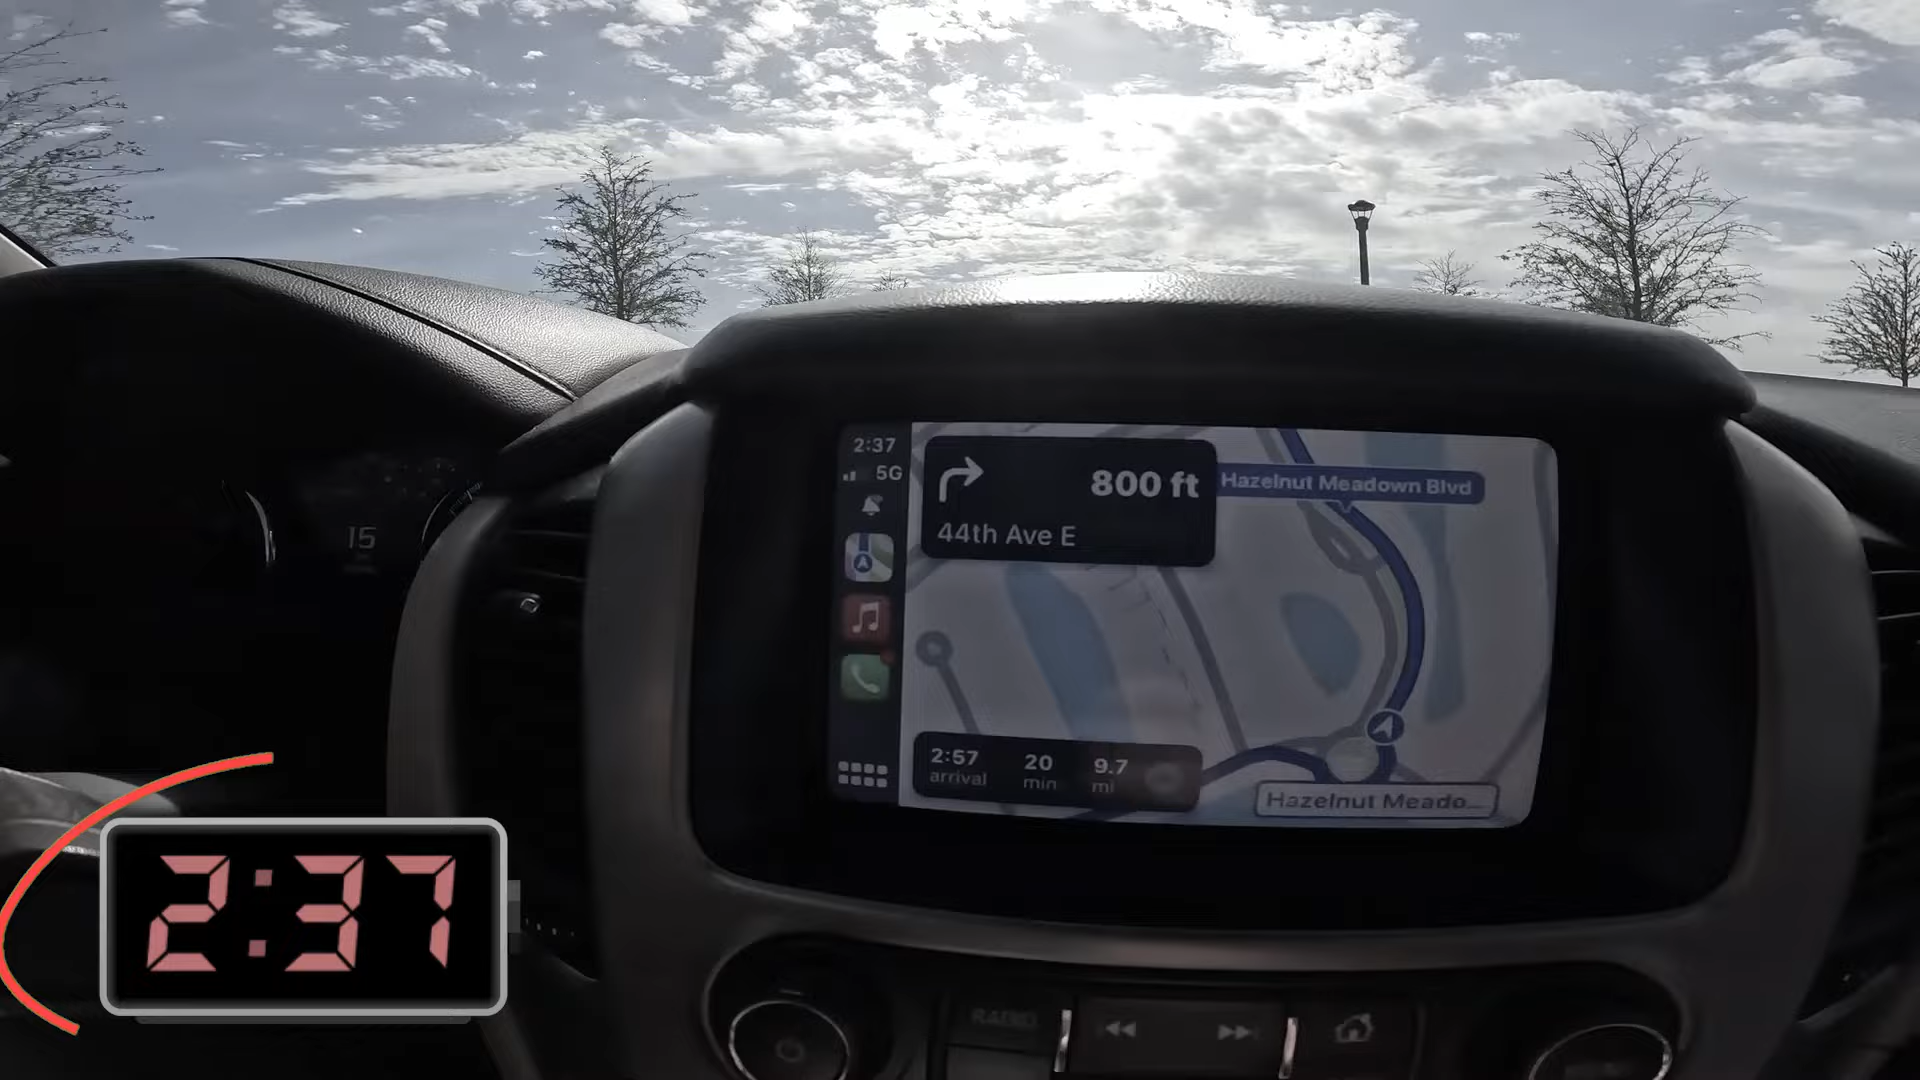 2:37
5G
800 ft
44th Ave E
Hazelnut Meadown Blvd
15
2:57 20 9.7
arrival min mi
Hazelnut Meado...
2:37
RADIO